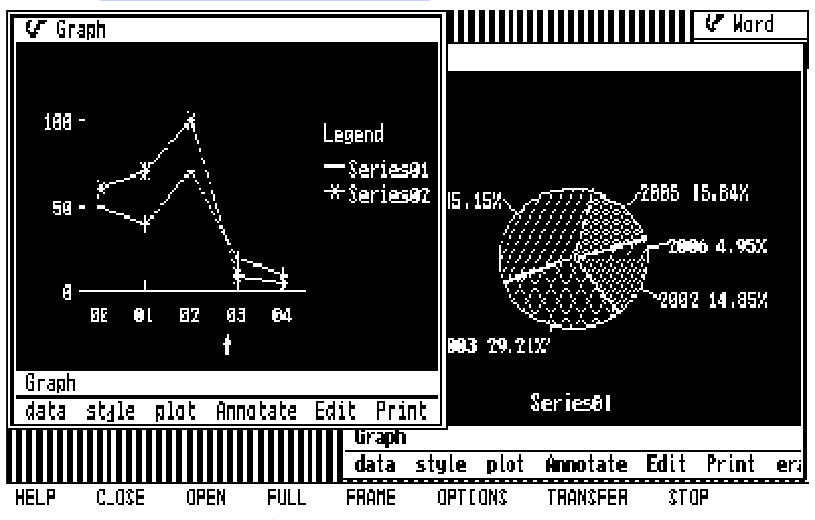 Graph
Word
100
Legend
Series01
Series02
50
0
00 01 02 03 04
Graph
data style plot Annotate Edit Print
5.15%
2005 15.84%
2006 4.95%
2002 14.85%
003 29.21%
Series01
Graph
data style plot Annotate Edit Print era
HELP CLOSE OPEN FULL FRAME OPTIONS TRANSFER STOP